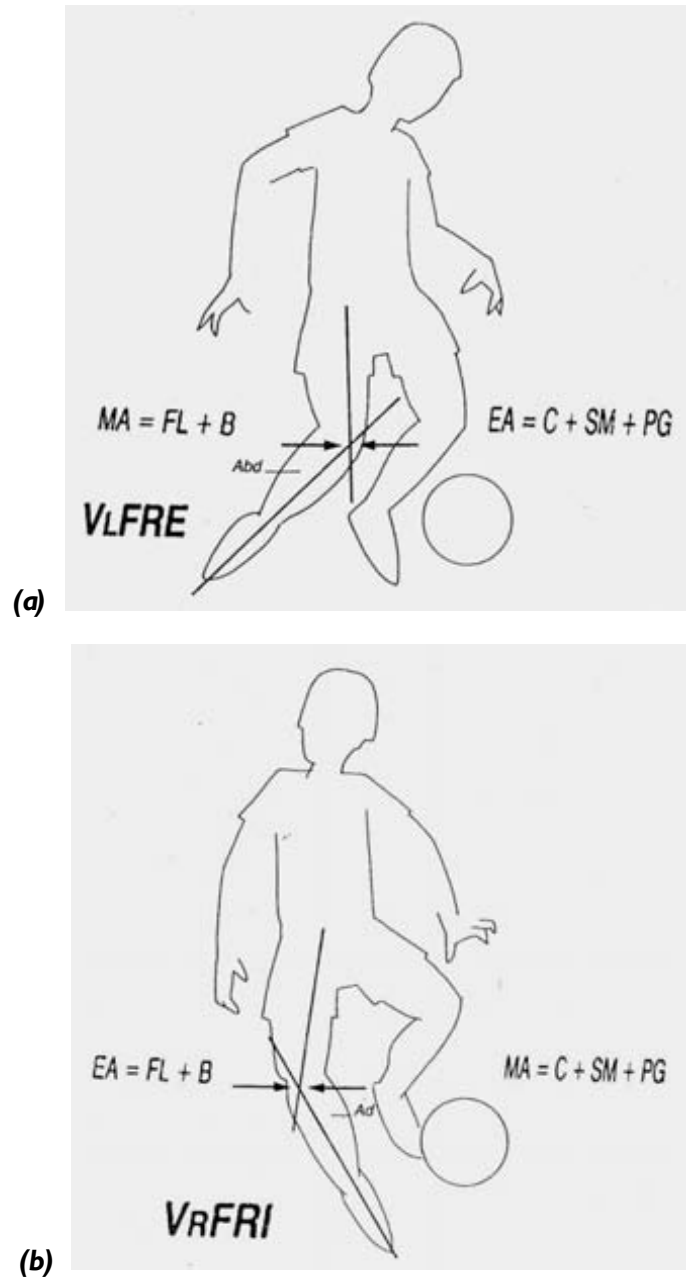 MA = FL + B
EA = C + SM + PG
Abd
VLFRE
(a)
EA = FL + B
MA = C + SM + PG
Ad
VRFRI
(b)